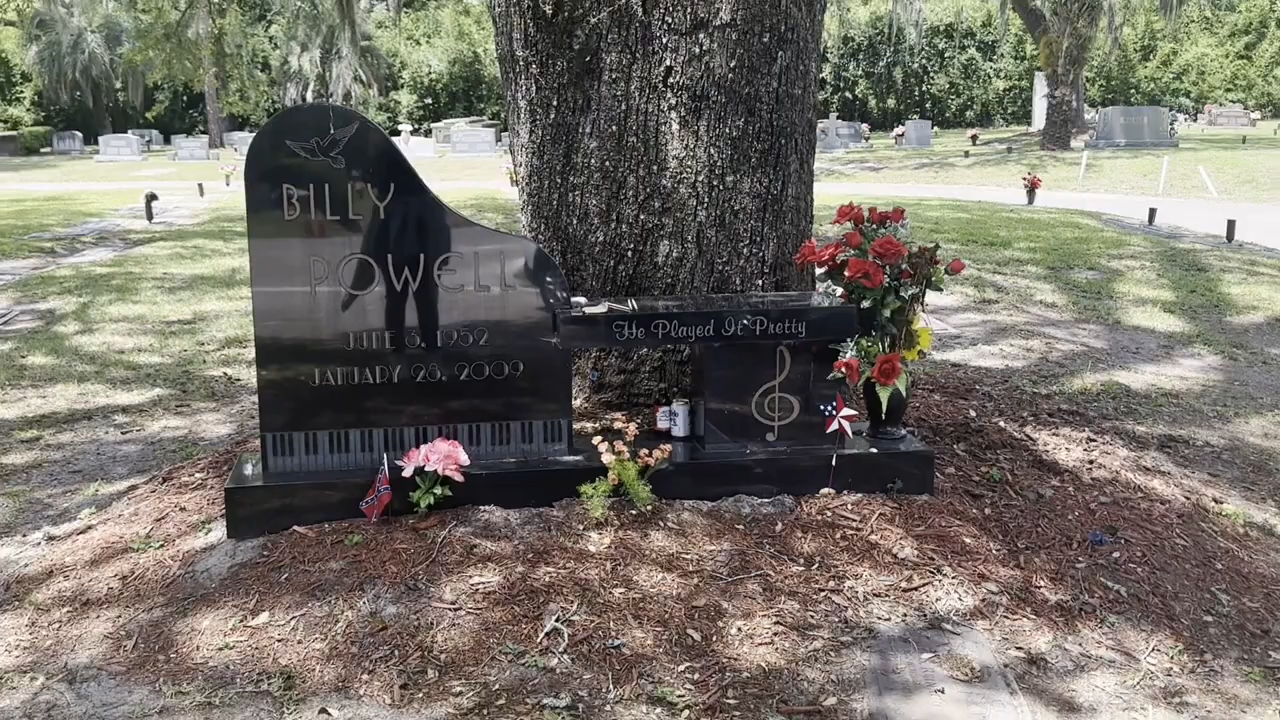 BILLY
POWELL
JUNE 3, 1952
JANUARY 28, 2009
He Played It Pretty